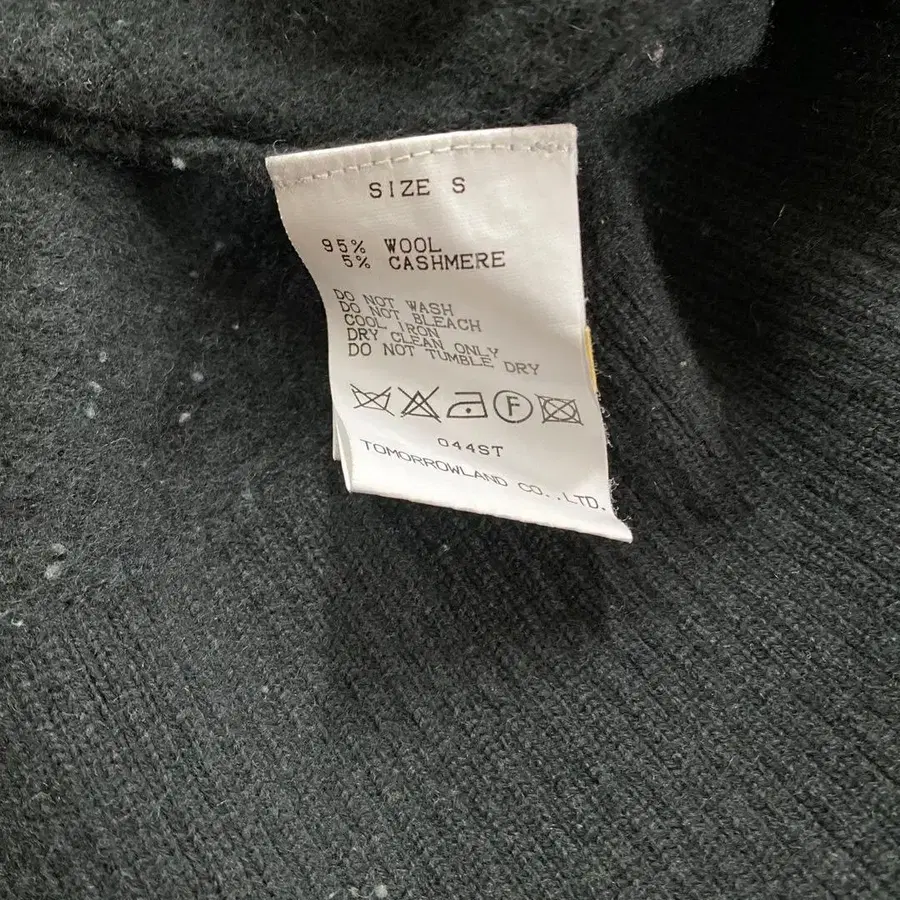 SIZE S
95% WOOL
5% CASHMERE
DO NOT WASH
DO NOT BLEACH
COOL IRON
DRY CLEAN ONLY
DO NOT TUMBLE DRY
F
044ST
TOMORROWLAND CO.,LTD.